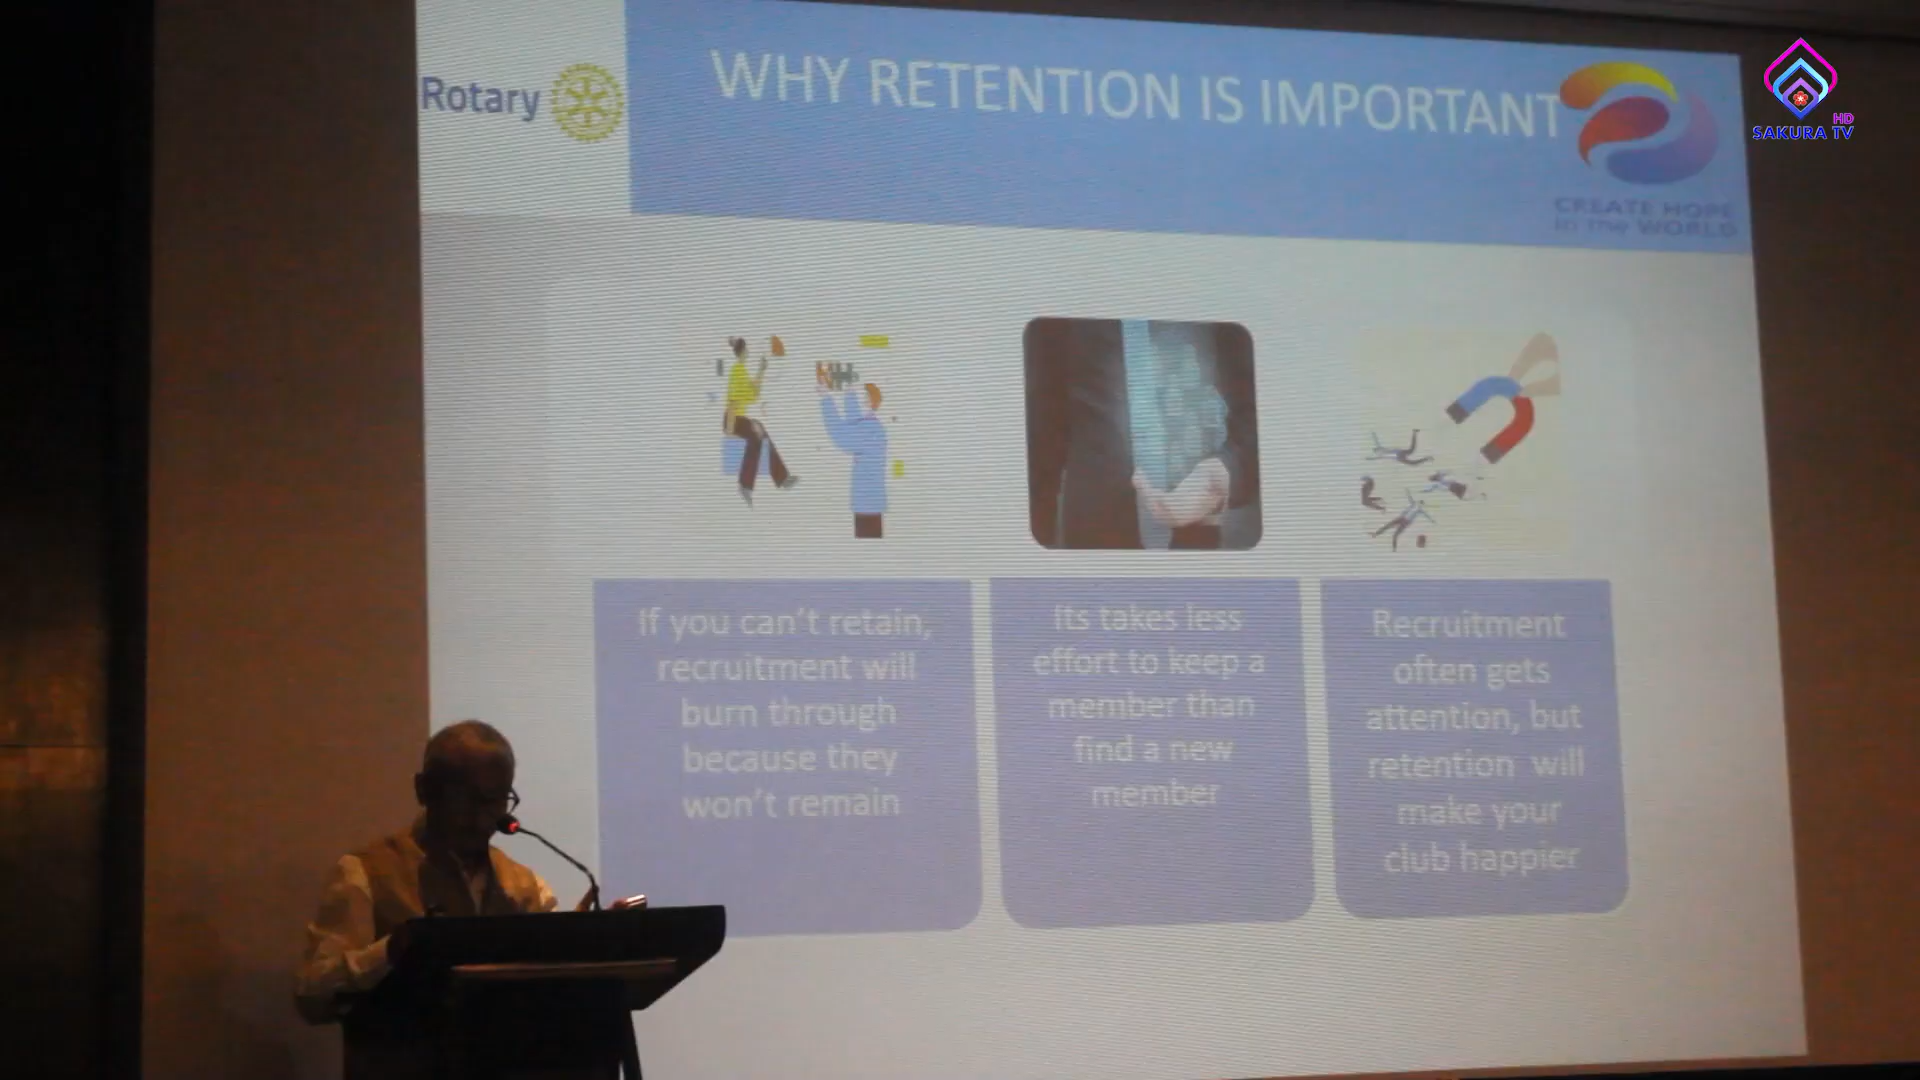 Rotary
WHY RETENTION IS IMPORTANT
CREATE HOPE
in the WORLD
HD
SAKURA TV
If you can't retain,
recruitment will
burn through
because they
won't remain
Its takes less
effort to keep a
member than
find a new
member
Recruitment
often gets
attention, but
retention will
make your
club happier